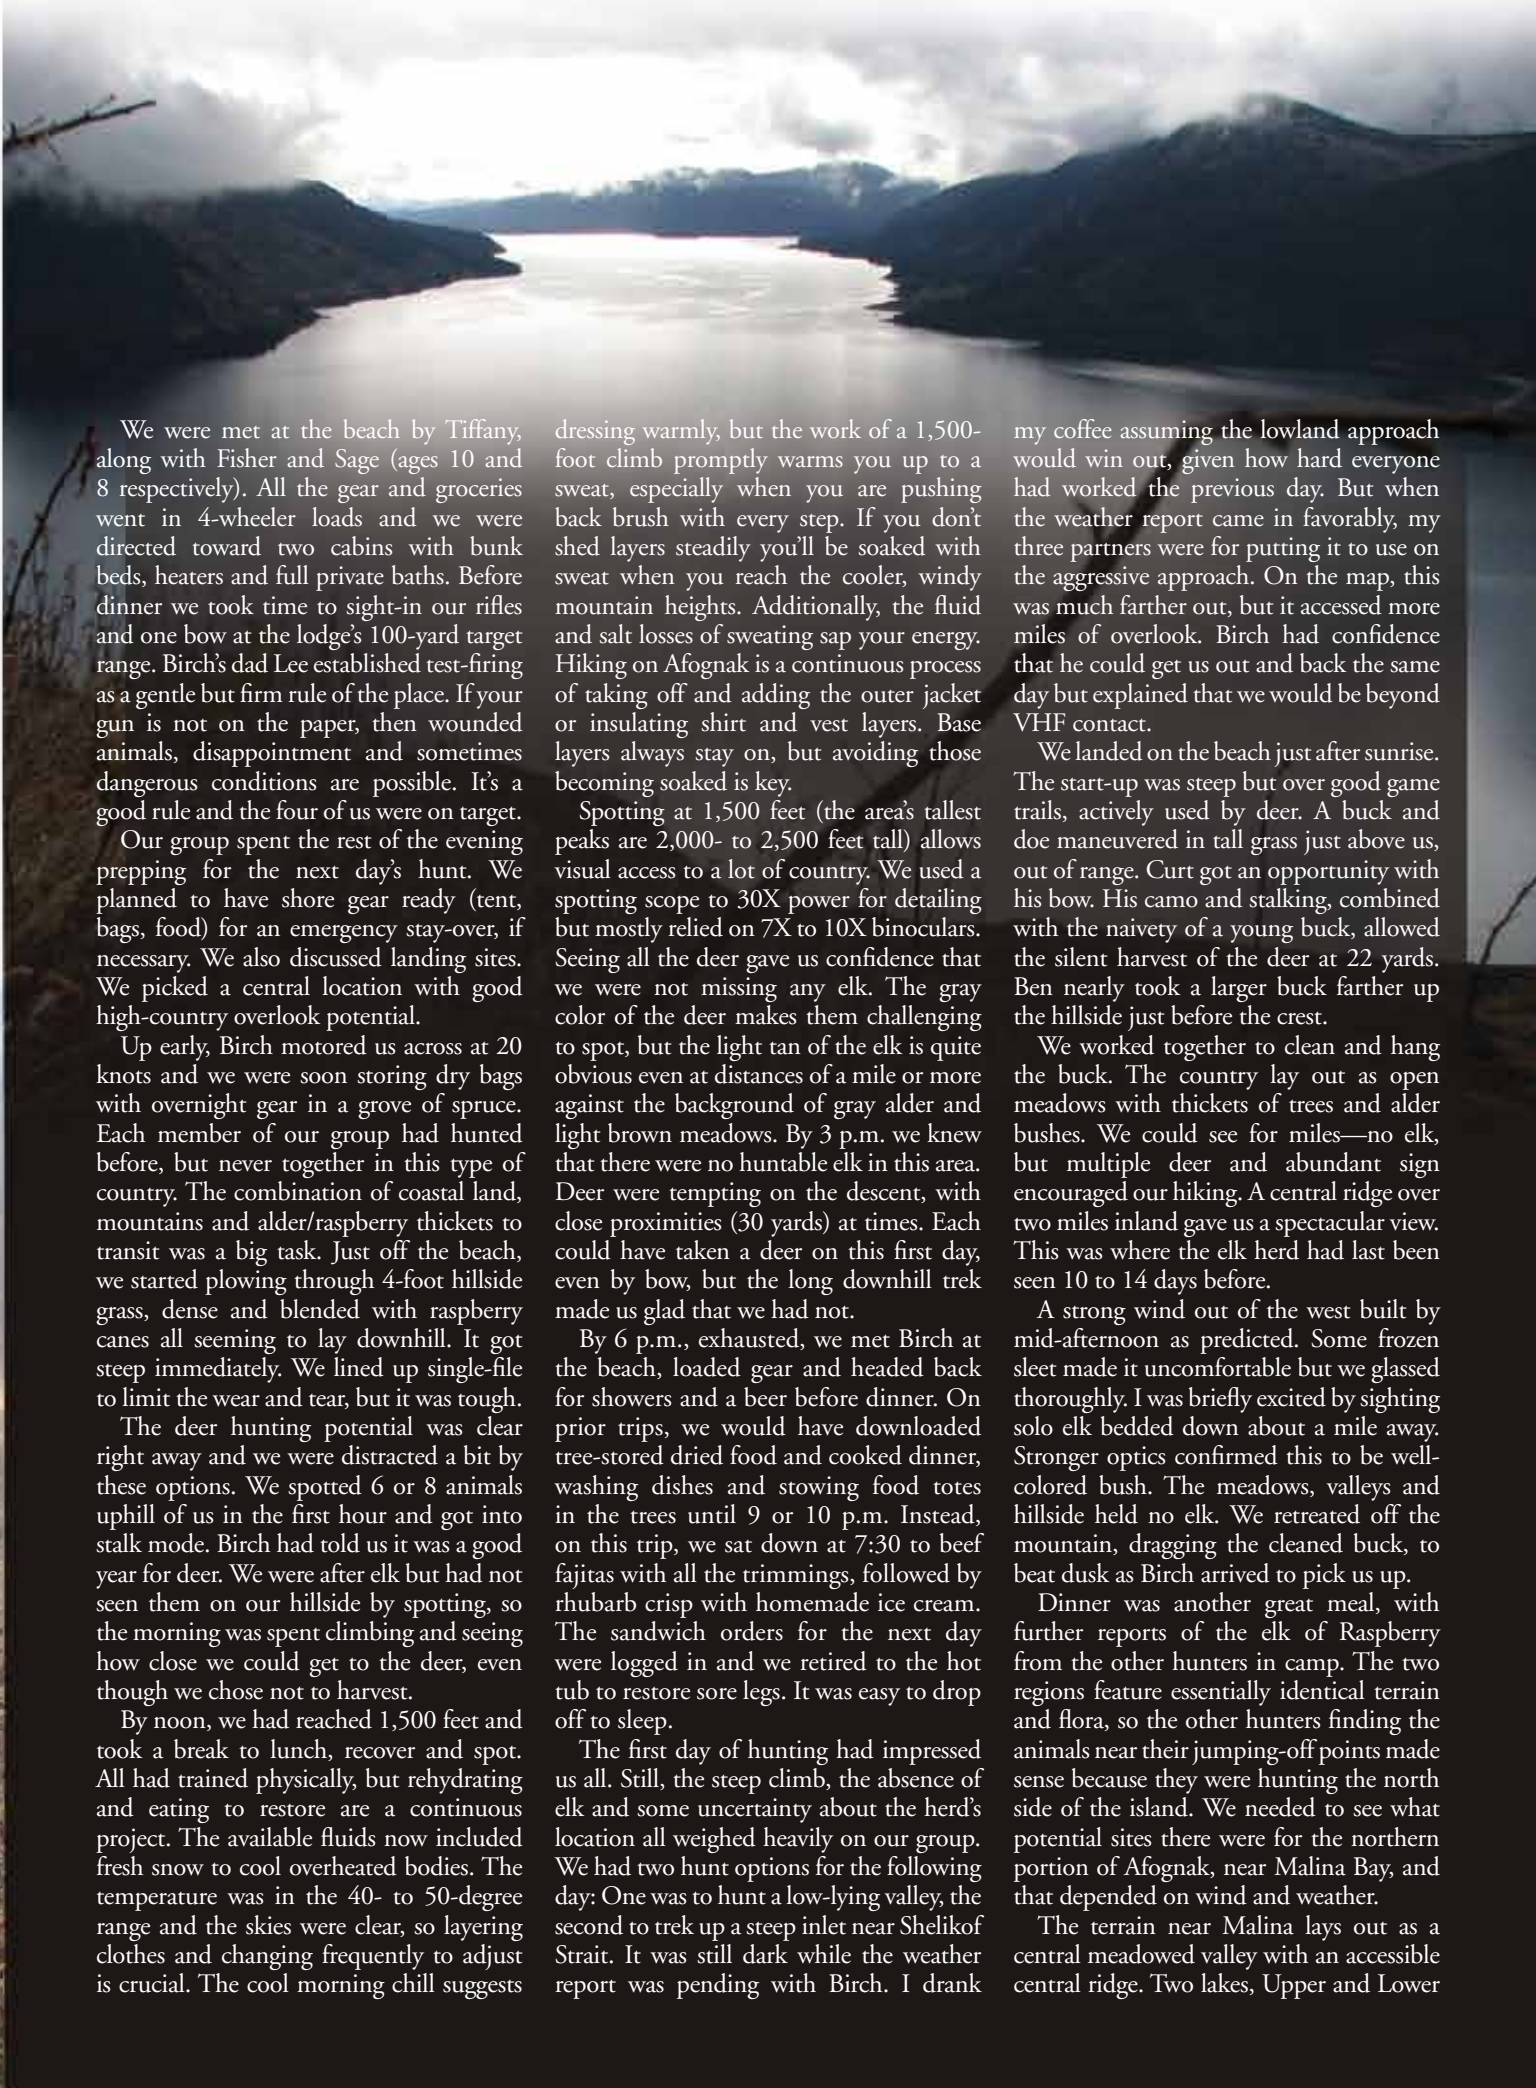 We were met at the beach by Tiffany,
along with Fisher and Sage (ages 10 and
8 respectively). All the gear and groceries
went in 4-wheeler loads and we were
directed toward two cabins with bunk
beds, heaters and full private baths. Before
dinner we took time to sight-in our rifles
and one bow at the lodge's 100-yard target
range. Birch's dad Lee established test-firing
as a gentle but firm rule of the place. If your
gun is not on the paper, then wounded
animals, disappointment and sometimes
dangerous conditions are possible. It's a
good rule and the four of us were on target.
Our group spent the rest of the evening
prepping for the next day's hunt. We
planned to have shore gear ready (tent,
bags, food) for an emergency stay-over, if
necessary. We also discussed landing sites.
We picked a central location with good
high-country overlook potential.
Up early, Birch motored us across at 20
knots and we were soon storing dry bags
with overnight gear in a grove of spruce.
Each member of our group had hunted
before, but never together in this type of
country. The combination of coastal land,
mountains and alder/raspberry thickets to
transit was a big task. Just off the beach,
we started plowing through 4-foot hillside
grass, dense and blended with raspberry
canes all seeming to lay downhill. It got
steep immediately. We lined up single-file
to limit the wear and tear, but it was tough.
The deer hunting potential was clear
right away and we were distracted a bit by
these options. We spotted 6 or 8 animals
uphill of us in the first hour and got into
stalk mode. Birch had told us it was a good
year for deer. We were after elk but had not
seen them on our hillside by spotting, so
the morning was spent climbing and seeing
how close we could get to the deer, even
though we chose not to harvest.
By noon, we had reached 1,500 feet and
took a break to lunch, recover and spot.
All had trained physically, but rehydrating
and eating to restore are a continuous
project. The available fluids now included
fresh snow to cool overheated bodies. The
temperature was in the 40- to 50-degree
range and the skies were clear, so layering
clothes and changing frequently to adjust
is crucial. The cool morning chill suggests
dressing warmly, but the work of a 1,500-
foot climb promptly warms you up to a
sweat, especially when you are pushing
back brush with every step. If you don't
shed layers steadily you'll be soaked with
sweat when you reach the cooler, windy
mountain heights. Additionally, the fluid
and salt losses of sweating sap your energy.
Hiking on Afognak is a continuous process
of taking off and adding the outer jacket
or insulating shirt and vest layers. Base
layers always stay on, but avoiding those
becoming soaked is key.
Spotting at 1,500 feet (the area's tallest
peaks are 2,000- to 2,500 feet tall) allows
visual access to a lot of country. We used a
spotting scope to 30X power for detailing
but mostly relied on 7X to 10X binoculars.
Seeing all the deer gave us confidence that
we were not missing any elk. The gray
color of the deer makes them challenging
to spot, but the light tan of the elk is quite
obvious even at distances of a mile or more
against the background of gray alder and
light brown meadows. By 3 p.m. we knew
that there were no huntable elk in this area.
Deer were tempting on the descent, with
close proximities (30 yards) at times. Each
could have taken a deer on this first day,
even by bow, but the long downhill trek
made us glad that we had not.
By 6 p.m., exhausted, we met Birch at
the beach, loaded gear and headed back
for showers and a beer before dinner. On
prior trips, we would have downloaded
tree-stored dried food and cooked dinner,
washing dishes and stowing food totes
in the trees until 9 or 10 p.m. Instead,
on this trip, we sat down at 7:30 to beef
fajitas with all the trimmings, followed by
rhubarb crisp with homemade ice cream.
The sandwich orders for the next day
were logged in and we retired to the hot
tub to restore sore legs. It was easy to drop
off to sleep.
The first day of hunting had impressed
us all. Still, the steep climb, the absence of
elk and some uncertainty about the herd's
location all weighed heavily on our group.
We had two hunt options for the following
day: One was to hunt a low-lying valley, the
second to trek up a steep inlet near Shelikof
Strait. It was still dark while the weather
report was pending with Birch. I drank
my coffee assuming the lowland approach
would win out, given how hard everyone
had worked the previous day. But when
the weather report came in favorably, my
three partners were for putting it to use on
the aggressive approach. On the map, this
was much farther out, but it accessed more
miles of overlook. Birch had confidence
that he could get us out and back the same
day but explained that we would be beyond
VHF contact.
We landed on the beach just after sunrise.
The start-up was steep but over good game
trails, actively used by deer. A buck and
doe maneuvered in tall grass just above us,
out of range. Curt got an opportunity with
his bow. His camo and stalking, combined
with the naivety of a young buck, allowed
the silent harvest of the deer at 22 yards.
Ben nearly took a larger buck farther up
the hillside just before the crest.
We worked together to clean and hang
the buck. The country lay out as open
meadows with thickets of trees and alder
bushes. We could see for miles—no elk,
but multiple deer and abundant sign
encouraged our hiking. A central ridge over
two miles inland gave us a spectacular view.
This was where the elk herd had last been
seen 10 to 14 days before.
A strong wind out of the west built by
mid-afternoon as predicted. Some frozen
sleet made it uncomfortable but we glassed
thoroughly. I was briefly excited by sighting
solo elk bedded down about a mile away.
Stronger optics confirmed this to be well-
colored bush. The meadows, valleys and
hillside held no elk. We retreated off the
mountain, dragging the cleaned buck, to
beat dusk as Birch arrived to pick us up.
Dinner was another great meal, with
further reports of the elk of Raspberry
from the other hunters in camp. The two
regions feature essentially identical terrain
and flora, so the other hunters finding the
animals near their jumping-off points made
sense because they were hunting the north
side of the island. We needed to see what
potential sites there were for the northern
portion of Afognak, near Malina Bay, and
that depended on wind and weather.
The terrain near Malina lays out as a
central meadowed valley with an accessible
central ridge. Two lakes, Upper and Lower